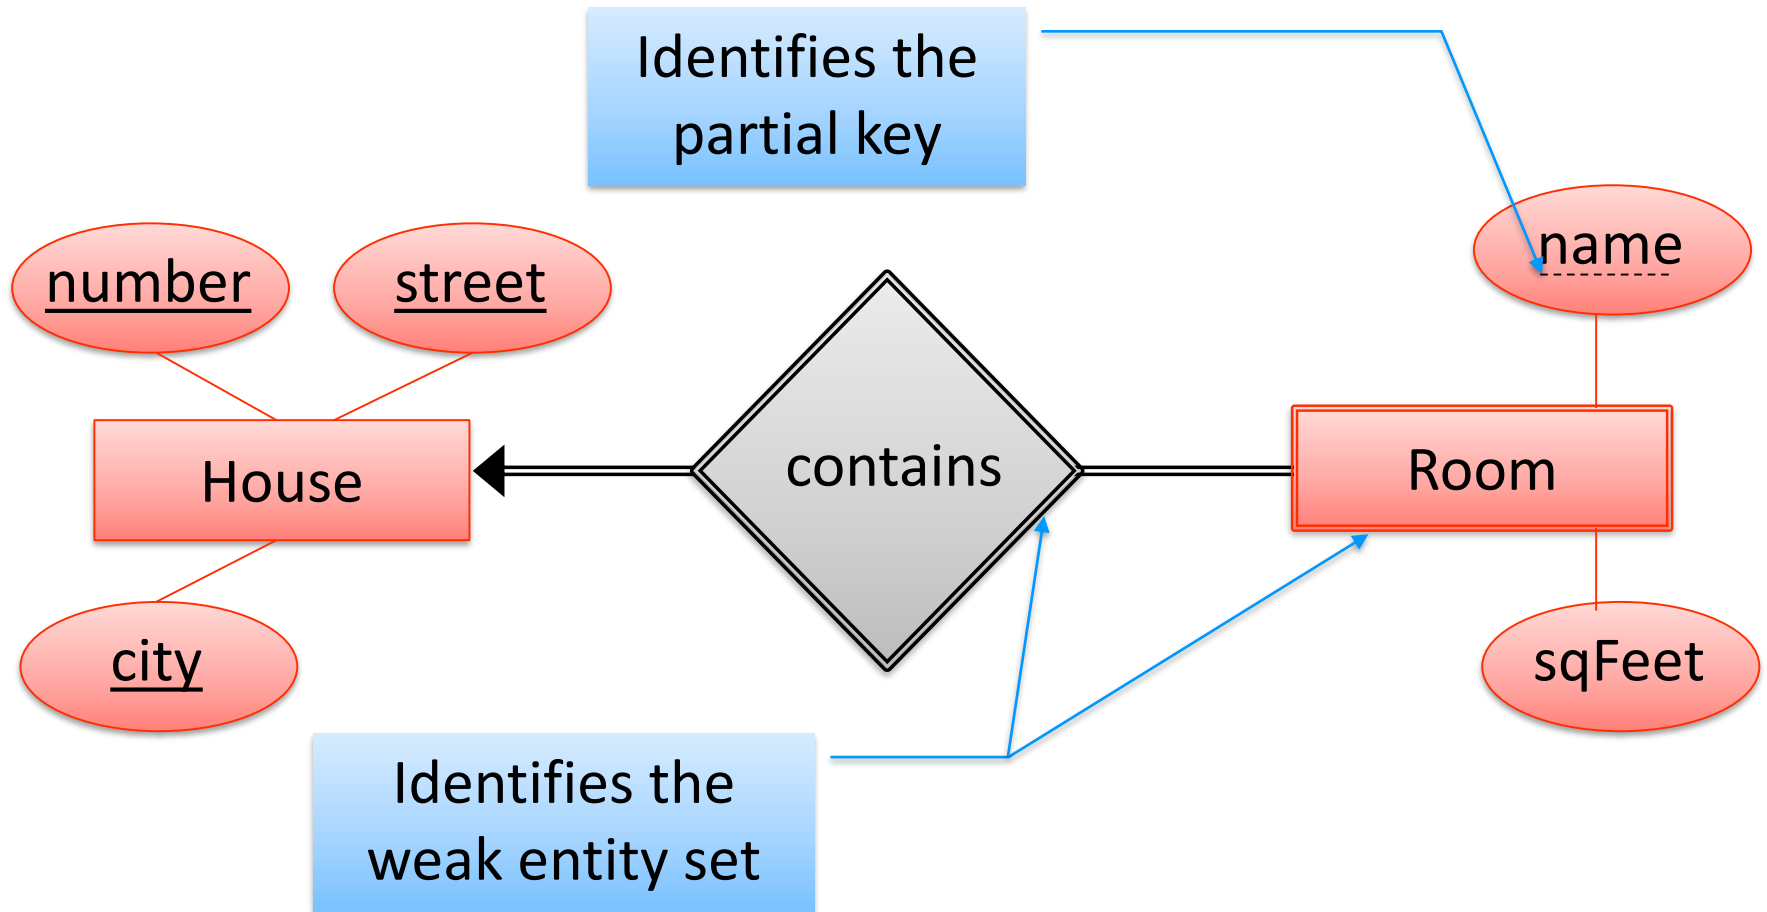 Identifies the
partial key
name
number
street
contains
House
Room
city
sqFeet
Identifies the
weak entity set